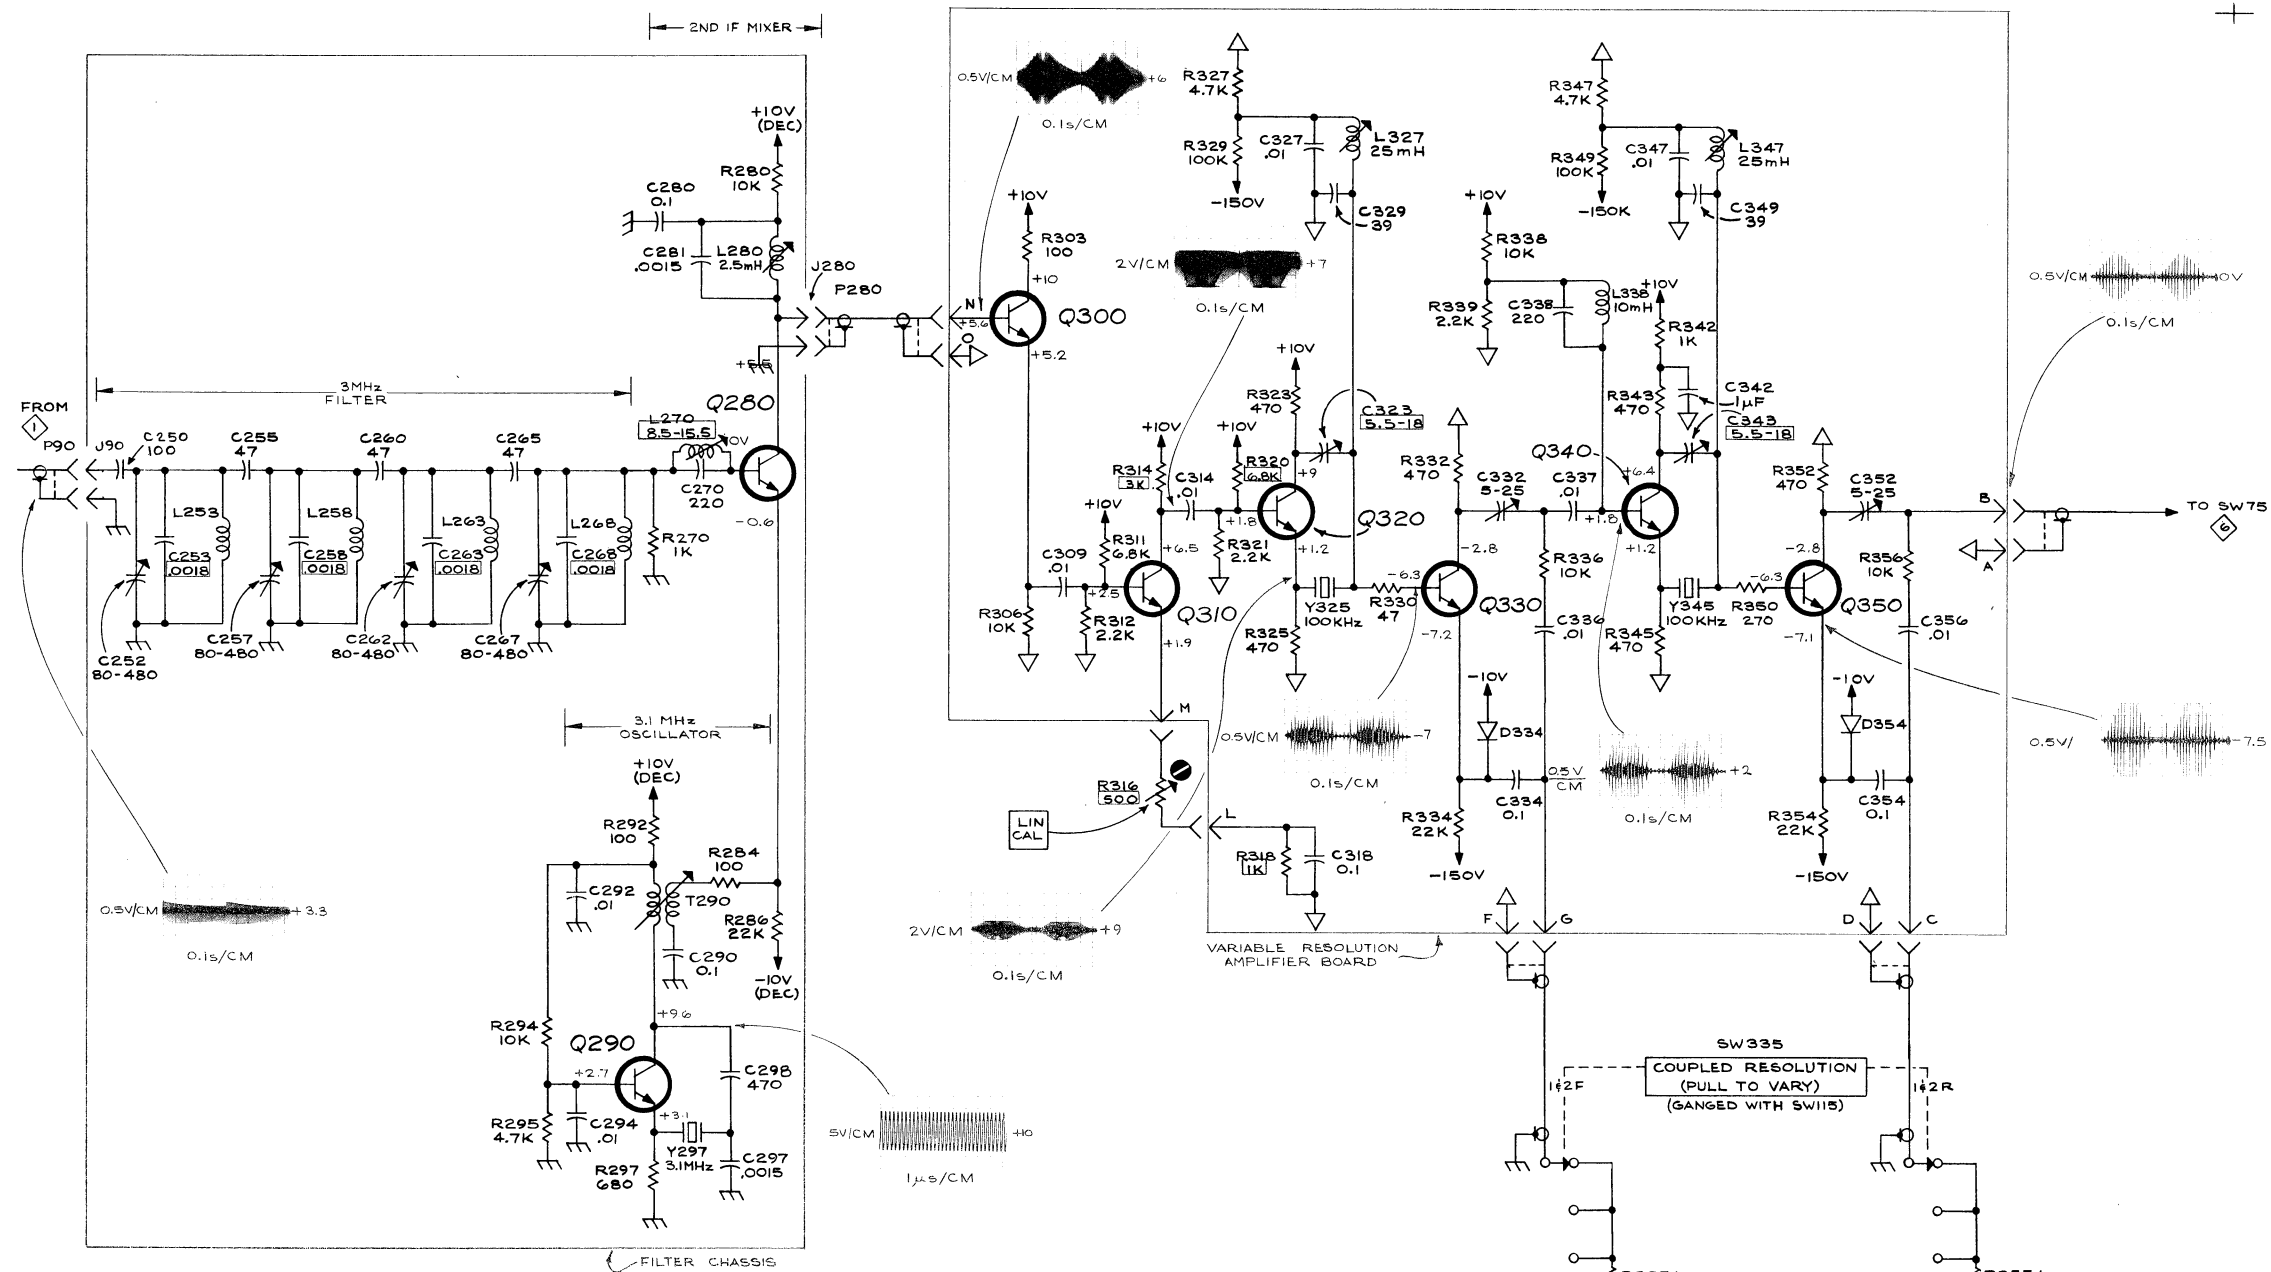 2ND IF MIXER
+10V
(DEC)
R280
10K
C280
0.1
C281
.0015
L280
2.5mH
J280
P280
3MHz
FILTER
FROM
1
P90
J90
C250
100
C255
47
C260
47
C265
47
L270
8.5-15.5
0V
C270
220
Q280
-0.6
L253
C253
.0018
L258
C258
.0018
L263
C263
.0018
L268
C268
.0018
R270
1K
C252
80-480
C257
80-480
C262
80-480
C267
80-480
3.1 MHz
OSCILLATOR
+10V
(DEC)
R292
100
R284
100
C292
.01
T290
R286
22K
C290
0.1
-10V
(DEC)
+9.6
R294
10K
Q290
+2.7
C298
470
+3.1
R295
4.7K
C294
.01
Y297
3.1MHz
C297
.0015
R297
680
FILTER CHASSIS
0.5V/CM
+3.3
0.1s/CM
5V/CM
+10
1µs/CM
0.5V/CM
+6
0.1s/CM
+10V
R303
100
+10
N
+5.6
Q300
O
+5.2
R306
10K
C309
.01
+10V
R311
6.8K
+2.5
R312
2.2K
+10V
R314
3K
C314
.01
+6.5
Q310
+1.9
M
R316
500
LIN
CAL
L
R318
1K
C318
0.1
2V/CM
+7
0.1s/CM
R327
4.7K
R329
100K
-150V
C327
.01
L327
25mH
C329
39
+10V
R323
470
C323
5.5-18
+10V
R320
6.8K
+9
+1.8
Q320
R321
2.2K
+1.2
Y325
100KHz
R325
470
R330
47
-6.3
R332
470
-2.8
Q330
-7.2
C332
5-25
C337
.01
R336
10K
C336
.01
-10V
D334
C334
0.1
0.5V
CM
R334
22K
-150V
0.5V/CM
-7
0.1s/CM
2V/CM
+9
0.1s/CM
+2
0.1s/CM
VARIABLE RESOLUTION
AMPLIFIER BOARD
R347
4.7K
R349
100K
-150K
C347
.01
L347
25mH
C349
39
+10V
R338
10K
R339
2.2K
C338
220
L338
10mH
+10V
R342
1K
C342
1µF
R343
470
C343
5.5-18
Q340
+6.4
+1.8
+1.2
Y345
100KHz
R345
470
R350
270
-6.3
R352
470
-2.8
Q350
-7.1
C352
5-25
R356
10K
C356
.01
-10V
D354
C354
0.1
R354
22K
-150V
B
A
TO SW75
6
0.5V/CM
0V
0.1s/CM
0.5V/
-7.5
F
G
D
C
SW335
COUPLED RESOLUTION
(PULL TO VARY)
(GANGED WITH SW115)
1&2F
1&2R